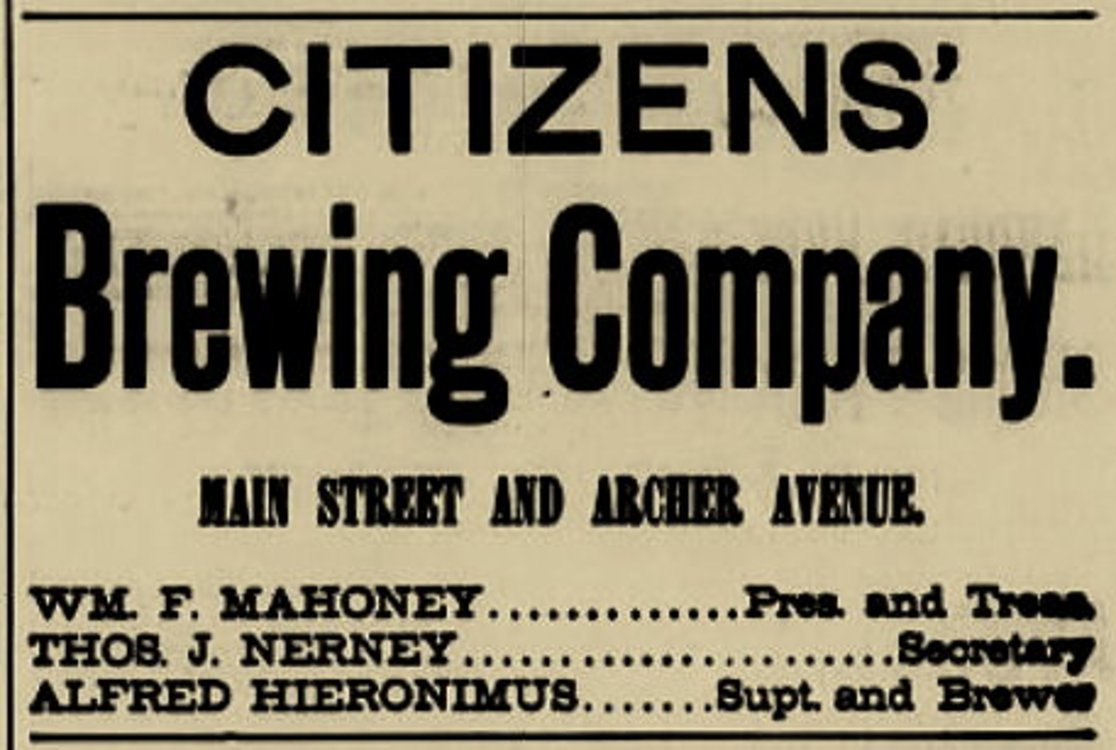 CITIZENS'
Brewing Company.
MAIN STREET AND ARCHER AVENUE.
WM. F. MAHONEY.............Pres. and Treas.
THOS. J. NERNEY......................Secretary
ALFRED HIERONIMUS.......Supt. and Brewer